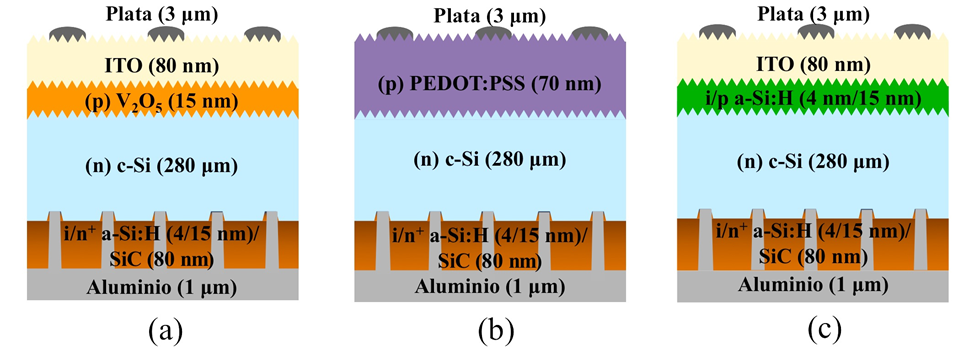 Plata (3 μm)
ITO (80 nm)
(p) V₂O₅ (15 nm)
(n) c-Si (280 μm)
i/n⁺ a-Si:H (4/15 nm)/
SiC (80 nm)
Aluminio (1 μm)
(a)
Plata (3 μm)
(p) PEDOT:PSS (70 nm)
(n) c-Si (280 μm)
i/n⁺ a-Si:H (4/15 nm)/
SiC (80 nm)
Aluminio (1 μm)
(b)
Plata (3 μm)
ITO (80 nm)
i/p a-Si:H (4 nm/15 nm)
(n) c-Si (280 μm)
i/n⁺ a-Si:H (4/15 nm)/
SiC (80 nm)
Aluminio (1 μm)
(c)